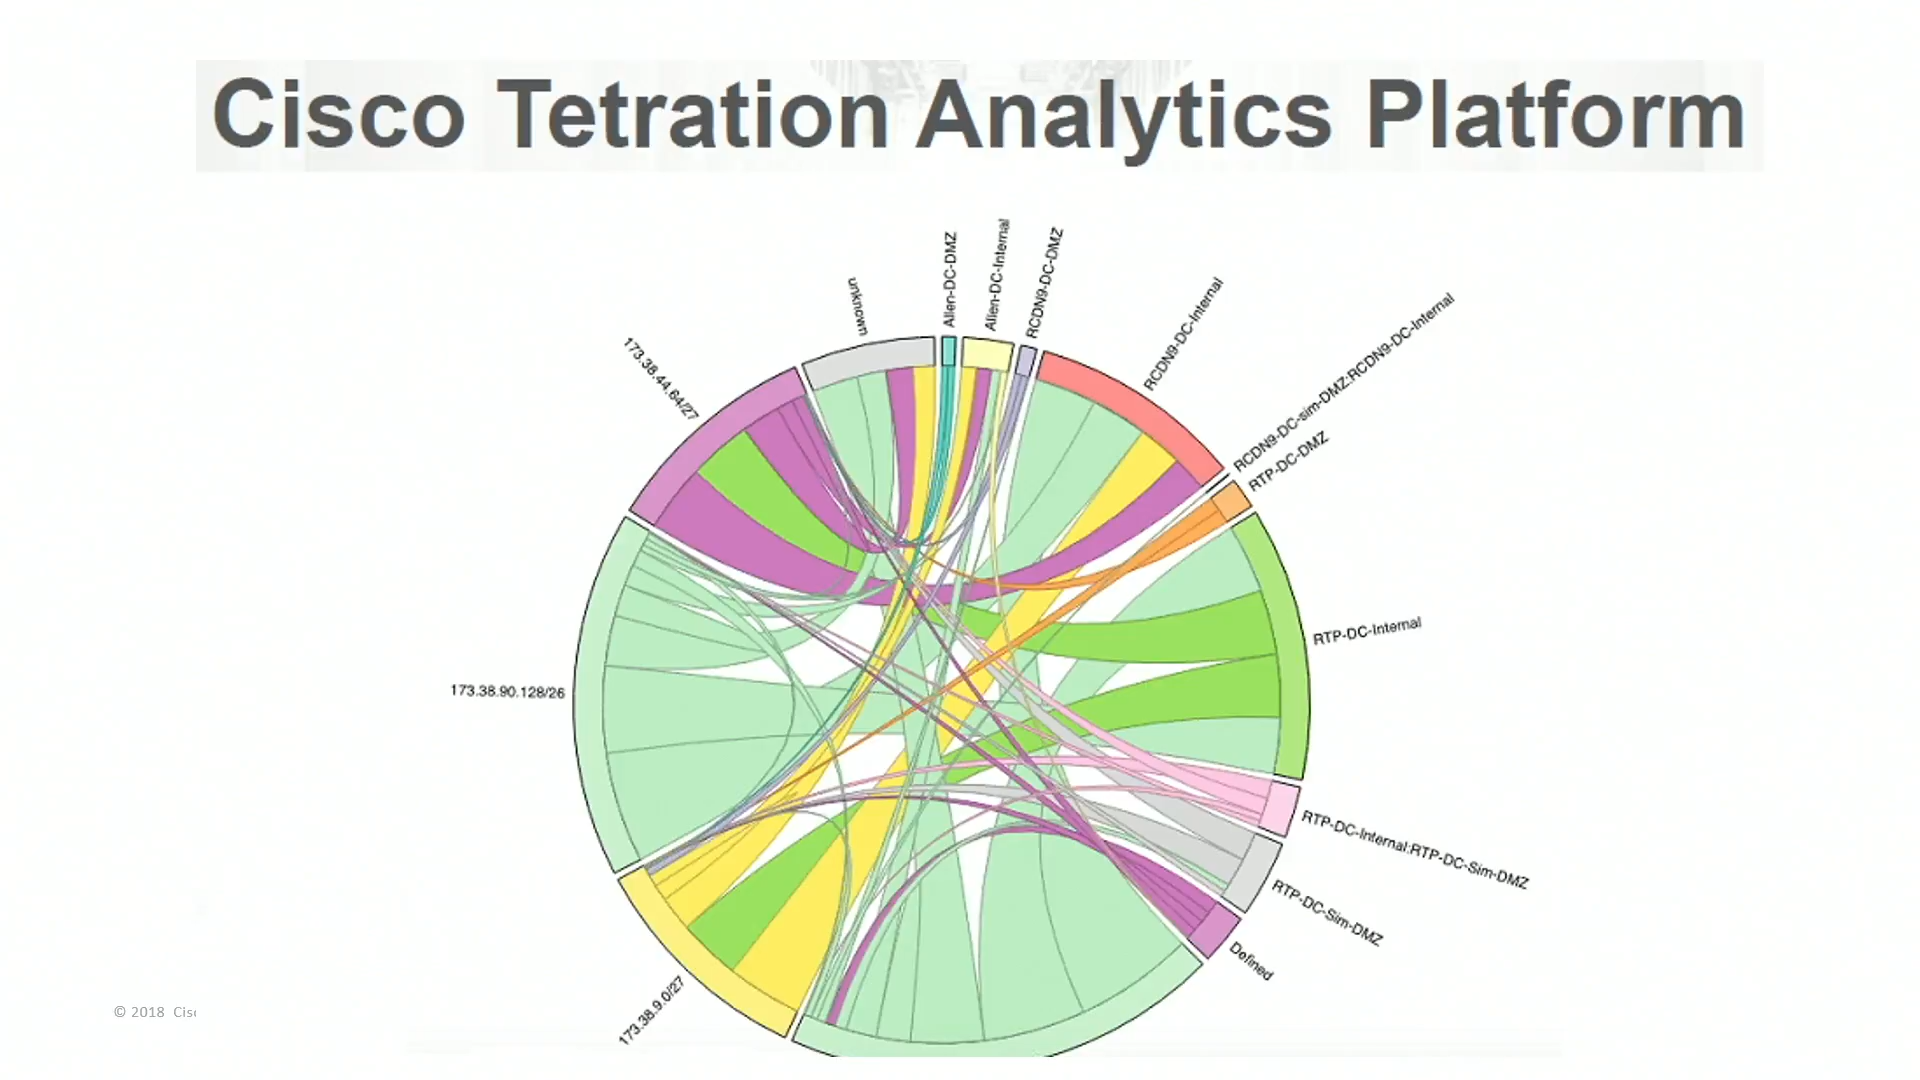 Cisco Tetration Analytics Platform
unknown
Allen-DC-DMZ
Allen-DC-Internal
RCDN9-DC-DMZ
RCDN9-DC-Internal
RCDN9-DC-sim-DMZ:RCDN9-DC-Internal
RTP-DC-DMZ
173.38.44.64/27
RTP-DC-Internal
173.38.90.128/26
RTP-DC-Internal:RTP-DC-Sim-DMZ
RTP-DC-Sim-DMZ
Defined
173.38.9.0/27
© 2018 Cisc